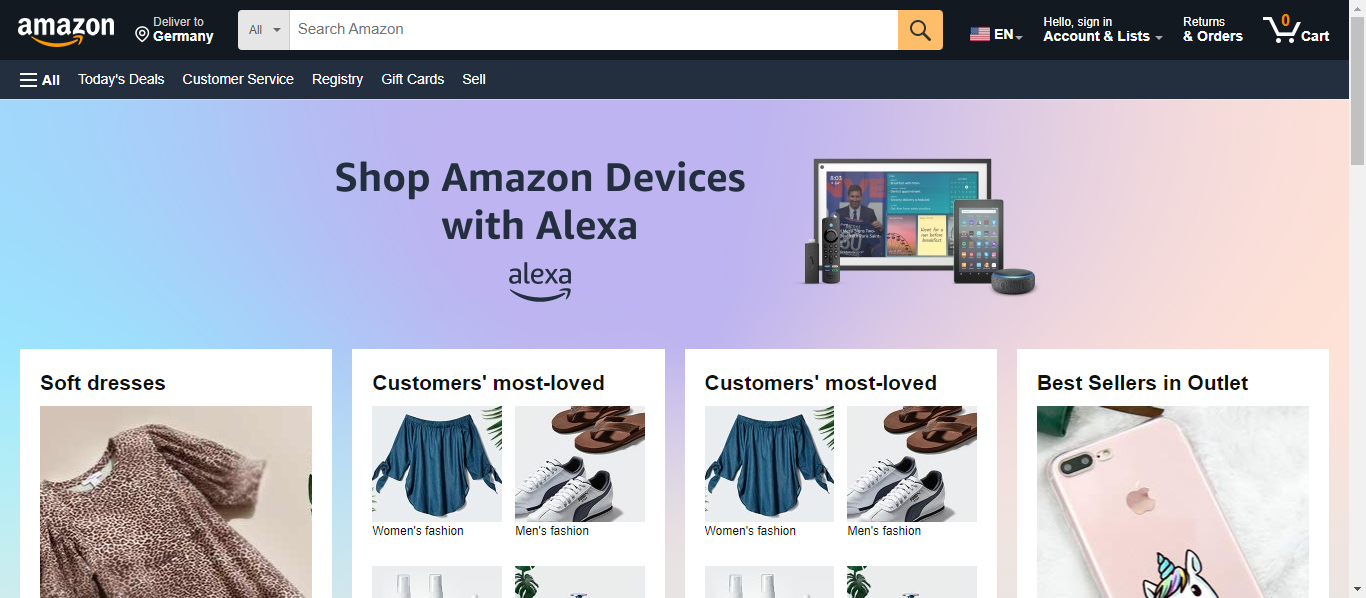 amazon
Deliver to
Germany
All
Search Amazon
EN
Hello, sign in
Account & Lists
Returns
& Orders
0
Cart
All
Today's Deals
Customer Service
Registry
Gift Cards
Sell
Shop Amazon Devices
with Alexa
alexa
8:03
Soft dresses
Customers' most-loved
Women's fashion
Men's fashion
Customers' most-loved
Women's fashion
Men's fashion
Best Sellers in Outlet